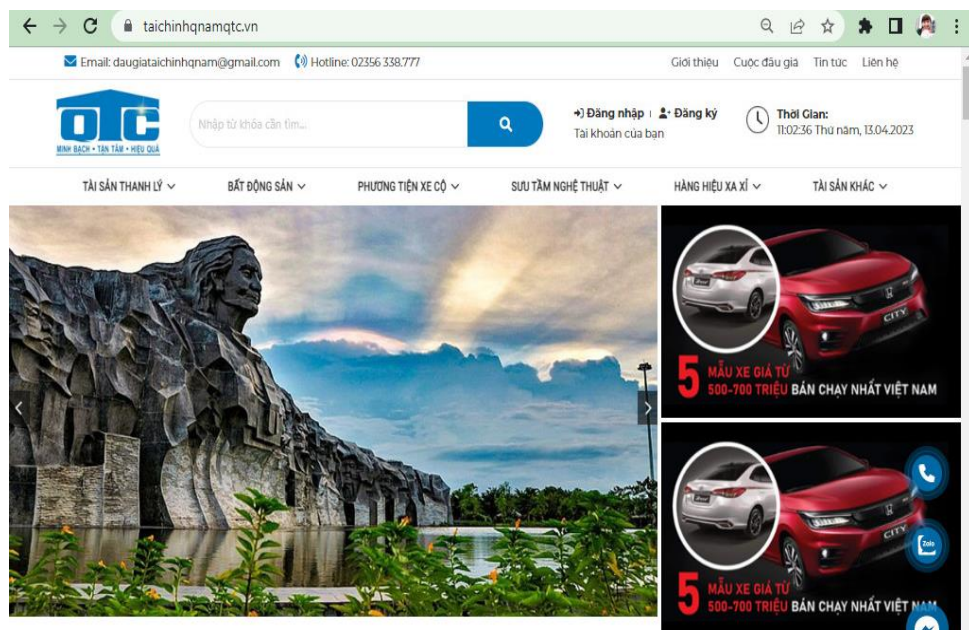 taichinhqnamqtc.vn
Email: daugiataichinhqnam@gmail.com Hotline: 02356 338.777 Giới thiệu Cuộc đấu giá Tin tức Liên hệ
QTC
MINH BẠCH - TẬN TÂM - HIỆU QUẢ
Nhập từ khóa cần tìm...
Đăng nhập Đăng ký
Tài khoản của bạn
Thời Gian:
11:02:36 Thứ năm, 13.04.2023
TÀI SẢN THANH LÝ BẤT ĐỘNG SẢN PHƯƠNG TIỆN XE CỘ SƯU TẦM NGHỆ THUẬT HÀNG HIỆU XA XỈ TÀI SẢN KHÁC
CITY
5 MẪU XE GIÁ TỪ
500-700 TRIỆU BÁN CHẠY NHẤT VIỆT NAM
CITY
Zalo
5 MẪU XE GIÁ TỪ
500-700 TRIỆU BÁN CHẠY NHẤT VIỆT NAM